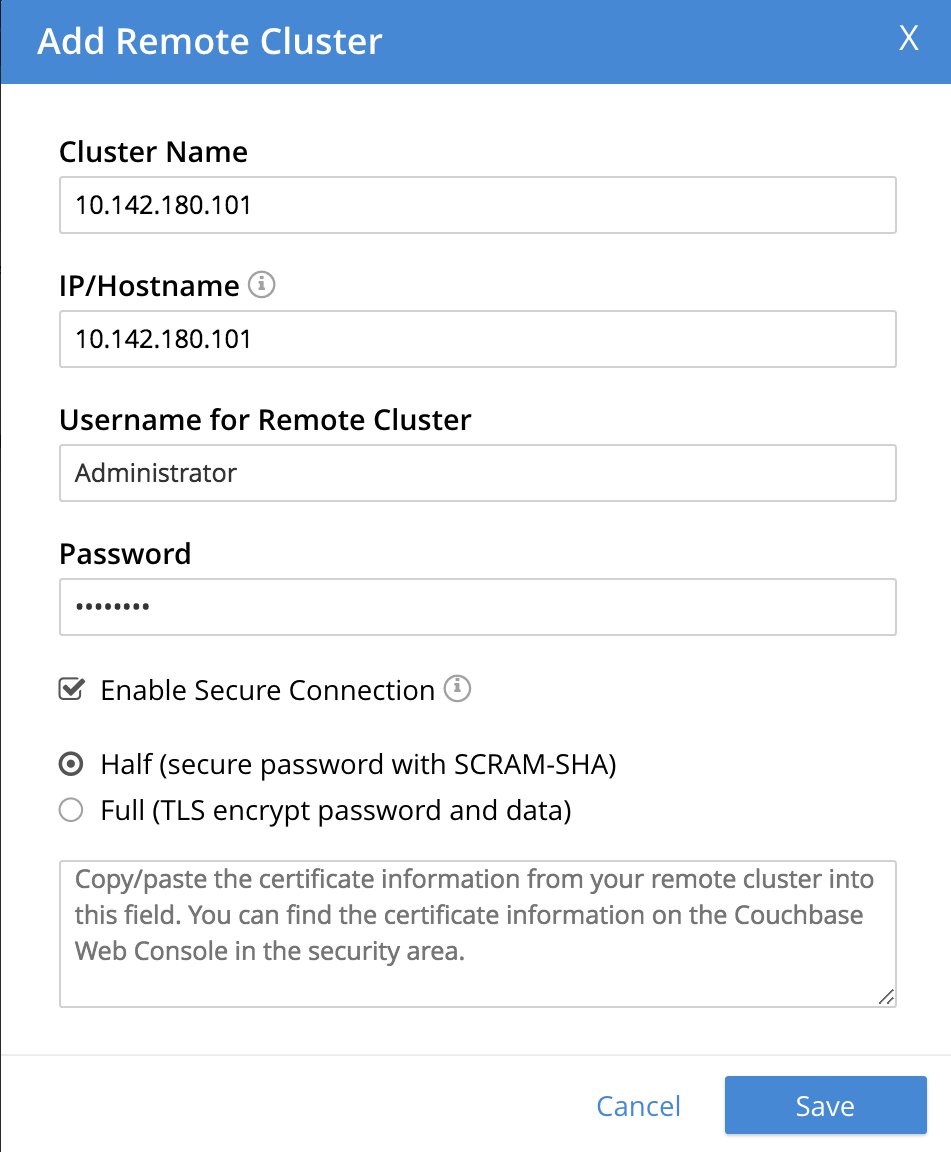 Add Remote Cluster X
Cluster Name
10.142.180.101
IP/Hostname
10.142.180.101
Username for Remote Cluster
Administrator
Password
••••••••
Enable Secure Connection
Half (secure password with SCRAM-SHA)
Full (TLS encrypt password and data)
Copy/paste the certificate information from your remote cluster into
this field. You can find the certificate information on the Couchbase
Web Console in the security area.
Cancel Save